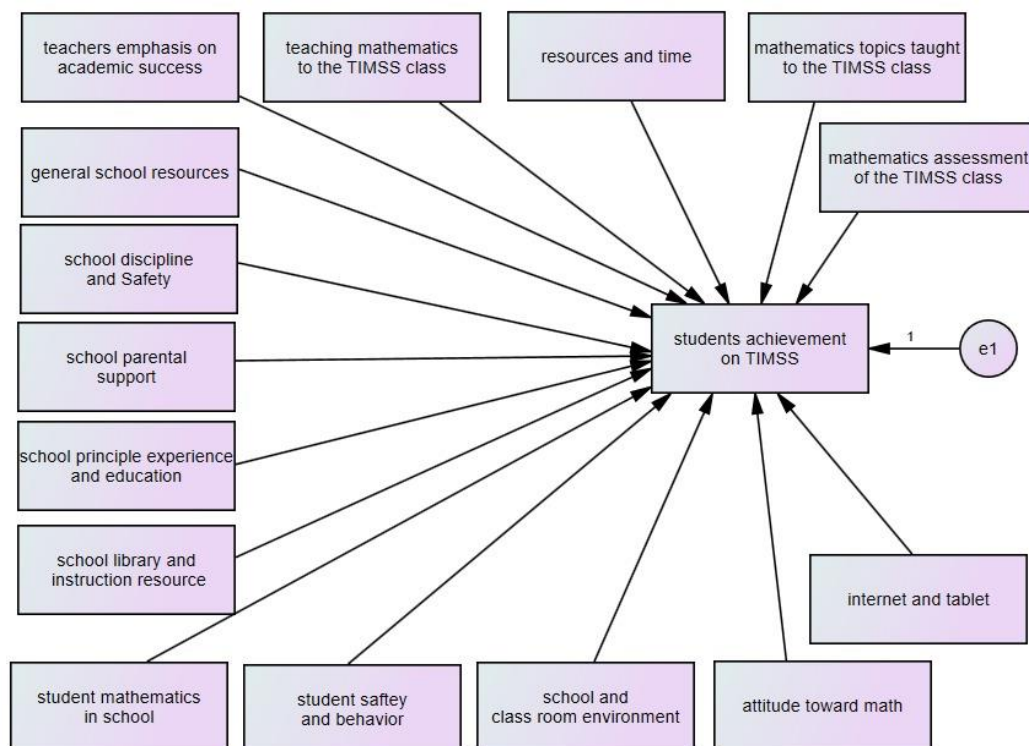 teachers emphasis on
academic success
teaching mathematics
to the TIMSS class
resources and time
mathematics topics taught
to the TIMSS class
mathematics assessment
of the TIMSS class
general school resources
school discipline
and Safety
school parental
support
school principle experience
and education
school library and
instruction resource
students achievement
on TIMSS
1
e1
internet and tablet
student mathematics
in school
student saftey
and behavior
school and
class room environment
attitude toward math